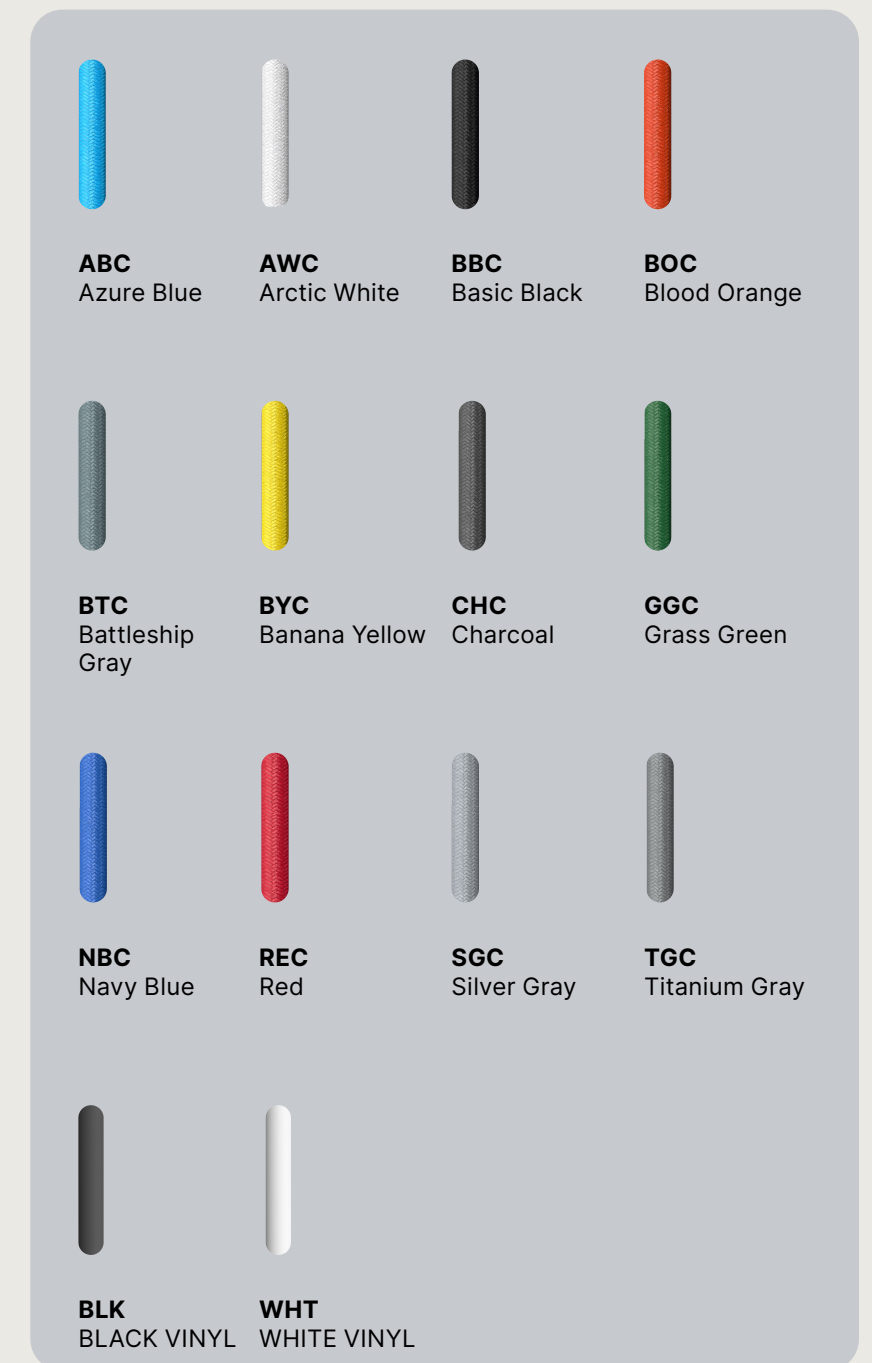 ABC
Azure Blue
AWC
Arctic White
BBC
Basic Black
BOC
Blood Orange
BTC
Battleship
Gray
BYC
Banana Yellow
CHC
Charcoal
GGC
Grass Green
NBC
Navy Blue
REC
Red
SGC
Silver Gray
TGC
Titanium Gray
BLK
BLACK VINYL
WHT
WHITE VINYL